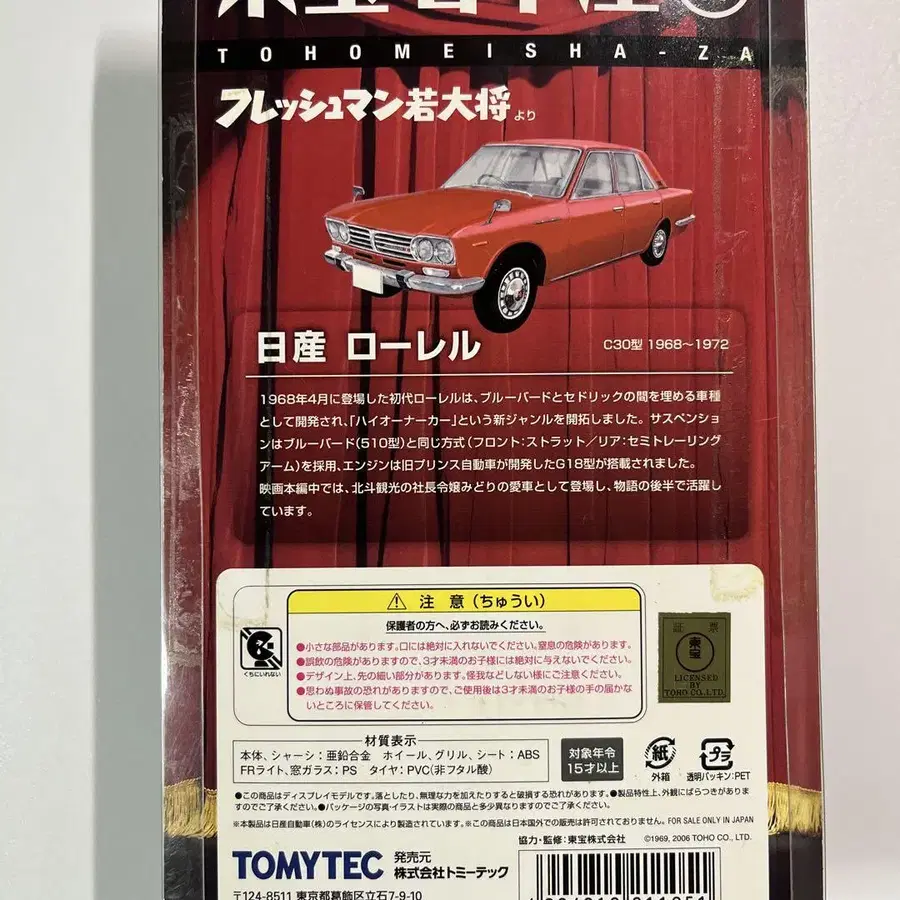 TOHOMEISHA-ZA
フレッシュマン若大将より
日産 ローレル
C30型 1968〜1972
1968年4月に登場した初代ローレルは、ブルーバードとセドリックの間を埋める車種
として開発され、「ハイオーナーカー」という新ジャンルを開拓しました。サスペンショ
ンはブルーバード(510型)と同じ方式(フロント:ストラット/リア:セミトレーリング
アーム)を採用、エンジンは旧プリンス自動車が開発したG18型が搭載されました。
映画本編中では、北斗観光の社長令嬢みどりの愛車として登場し、物語の後半で活躍し
ています。
⚠ 注意(ちゅうい)
保護者の方へ、必ずお読みください。
●小さな部品があります。口には絶対に入れないでください。窒息の危険があります。
●誤飲の危険がありますので、3才未満のお子様には絶対に与えないでください。
●デザイン上、先の細い部分があります。怪我などしない様にご注意ください。
●思わぬ事故の恐れがありますので、ご使用後は3才未満のお子様の手の届かな
いところに保管してください。
くちにいれない
証 票
東宝
LICENSED
BY
TOHO CO.,LTD.
材質表示
本体、シャーシ:亜鉛合金 ホイール、グリル、シート:ABS
FRライト、窓ガラス:PS タイヤ:PVC(非フタル酸)
対象年令
15才以上
紙
外箱
プラ
透明パッキン:PET
●この商品はディスプレイモデルです。落としたり、無理な力を加えたりすると破損する恐れがあります。●製品特性上、外観にばらつきがありま
すのでご了承ください。●パッケージの写真・イラストは実際の商品と多少異なりますのでご了承ください。
※本製品は日産自動車(株)のライセンスにより製造されています。※この商品は日本国外での販売は許可されておりません。FOR SALE ONLY IN JAPAN
協力・監修:東宝株式会社 ©1969, 2006 TOHO CO., LTD.
TOMYTEC
発売元
株式会社トミーテック
〒124-8511 東京都葛飾区立石7-9-10